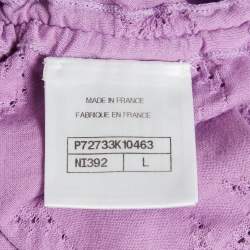 MADE IN FRANCE
FABRIQUE EN FRANCE
P72733K10463
NI392 L